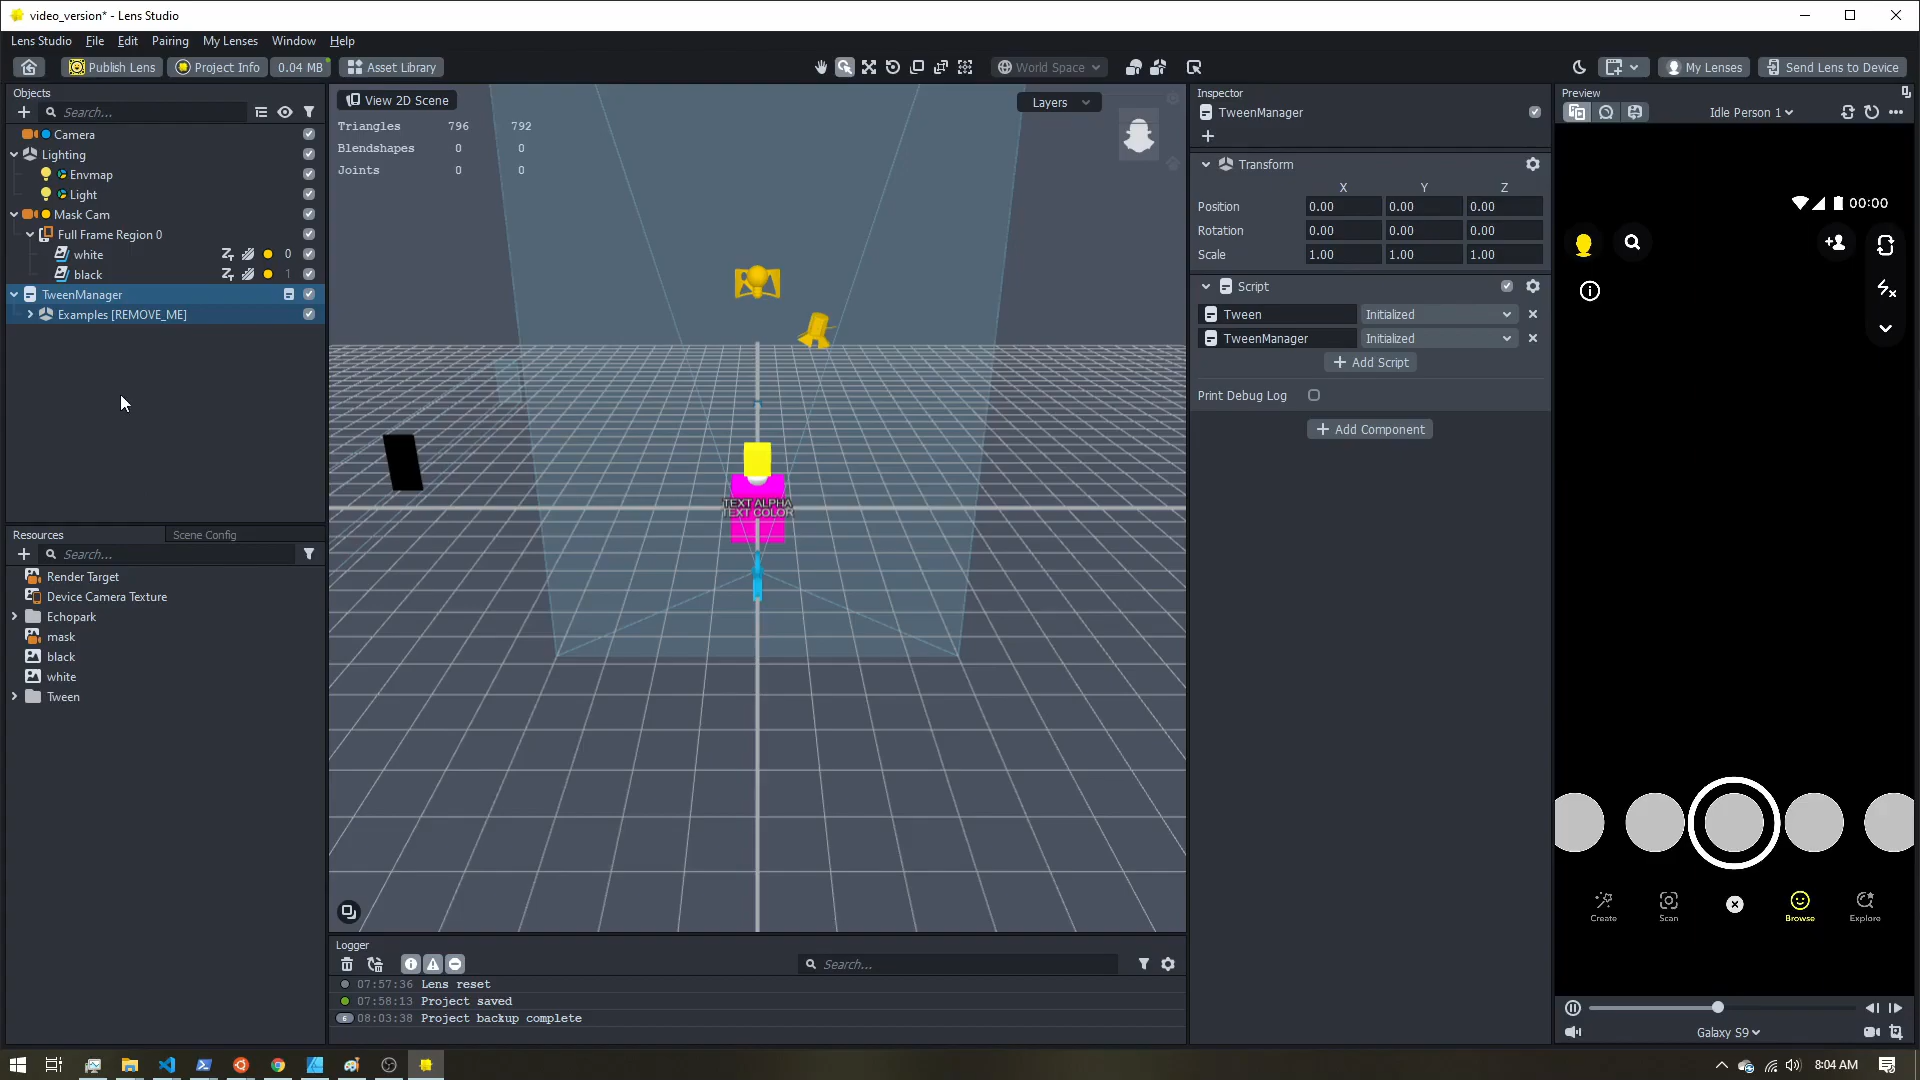 video_version* - Lens Studio
Lens Studio File Edit Pairing My Lenses Window Help
Publish Lens Project Info 0.04 MB Asset Library World Space My Lenses Send Lens to Device
Objects
Search...
Camera
Lighting
Envmap
Light
Mask Cam
Full Frame Region 0
white 0
black 1
TweenManager
Examples [REMOVE_ME]
Resources Scene Config
Search...
Render Target
Device Camera Texture
Echopark
mask
black
white
Tween
View 2D Scene
Layers
Triangles 796 792
Blendshapes 0 0
Joints 0 0
TEXT ALPHA
TEXT COLOR
Logger
Search...
07:57:36 Lens reset
07:58:13 Project saved
6 08:03:38 Project backup complete
Inspector
TweenManager
Transform
X Y Z
Position 0.00 0.00 0.00
Rotation 0.00 0.00 0.00
Scale 1.00 1.00 1.00
Script
Tween Initialized
TweenManager Initialized
Add Script
Print Debug Log
Add Component
Preview
Idle Person 1
00:00
Create Scan Browse Explore
Galaxy S9
8:04 AM